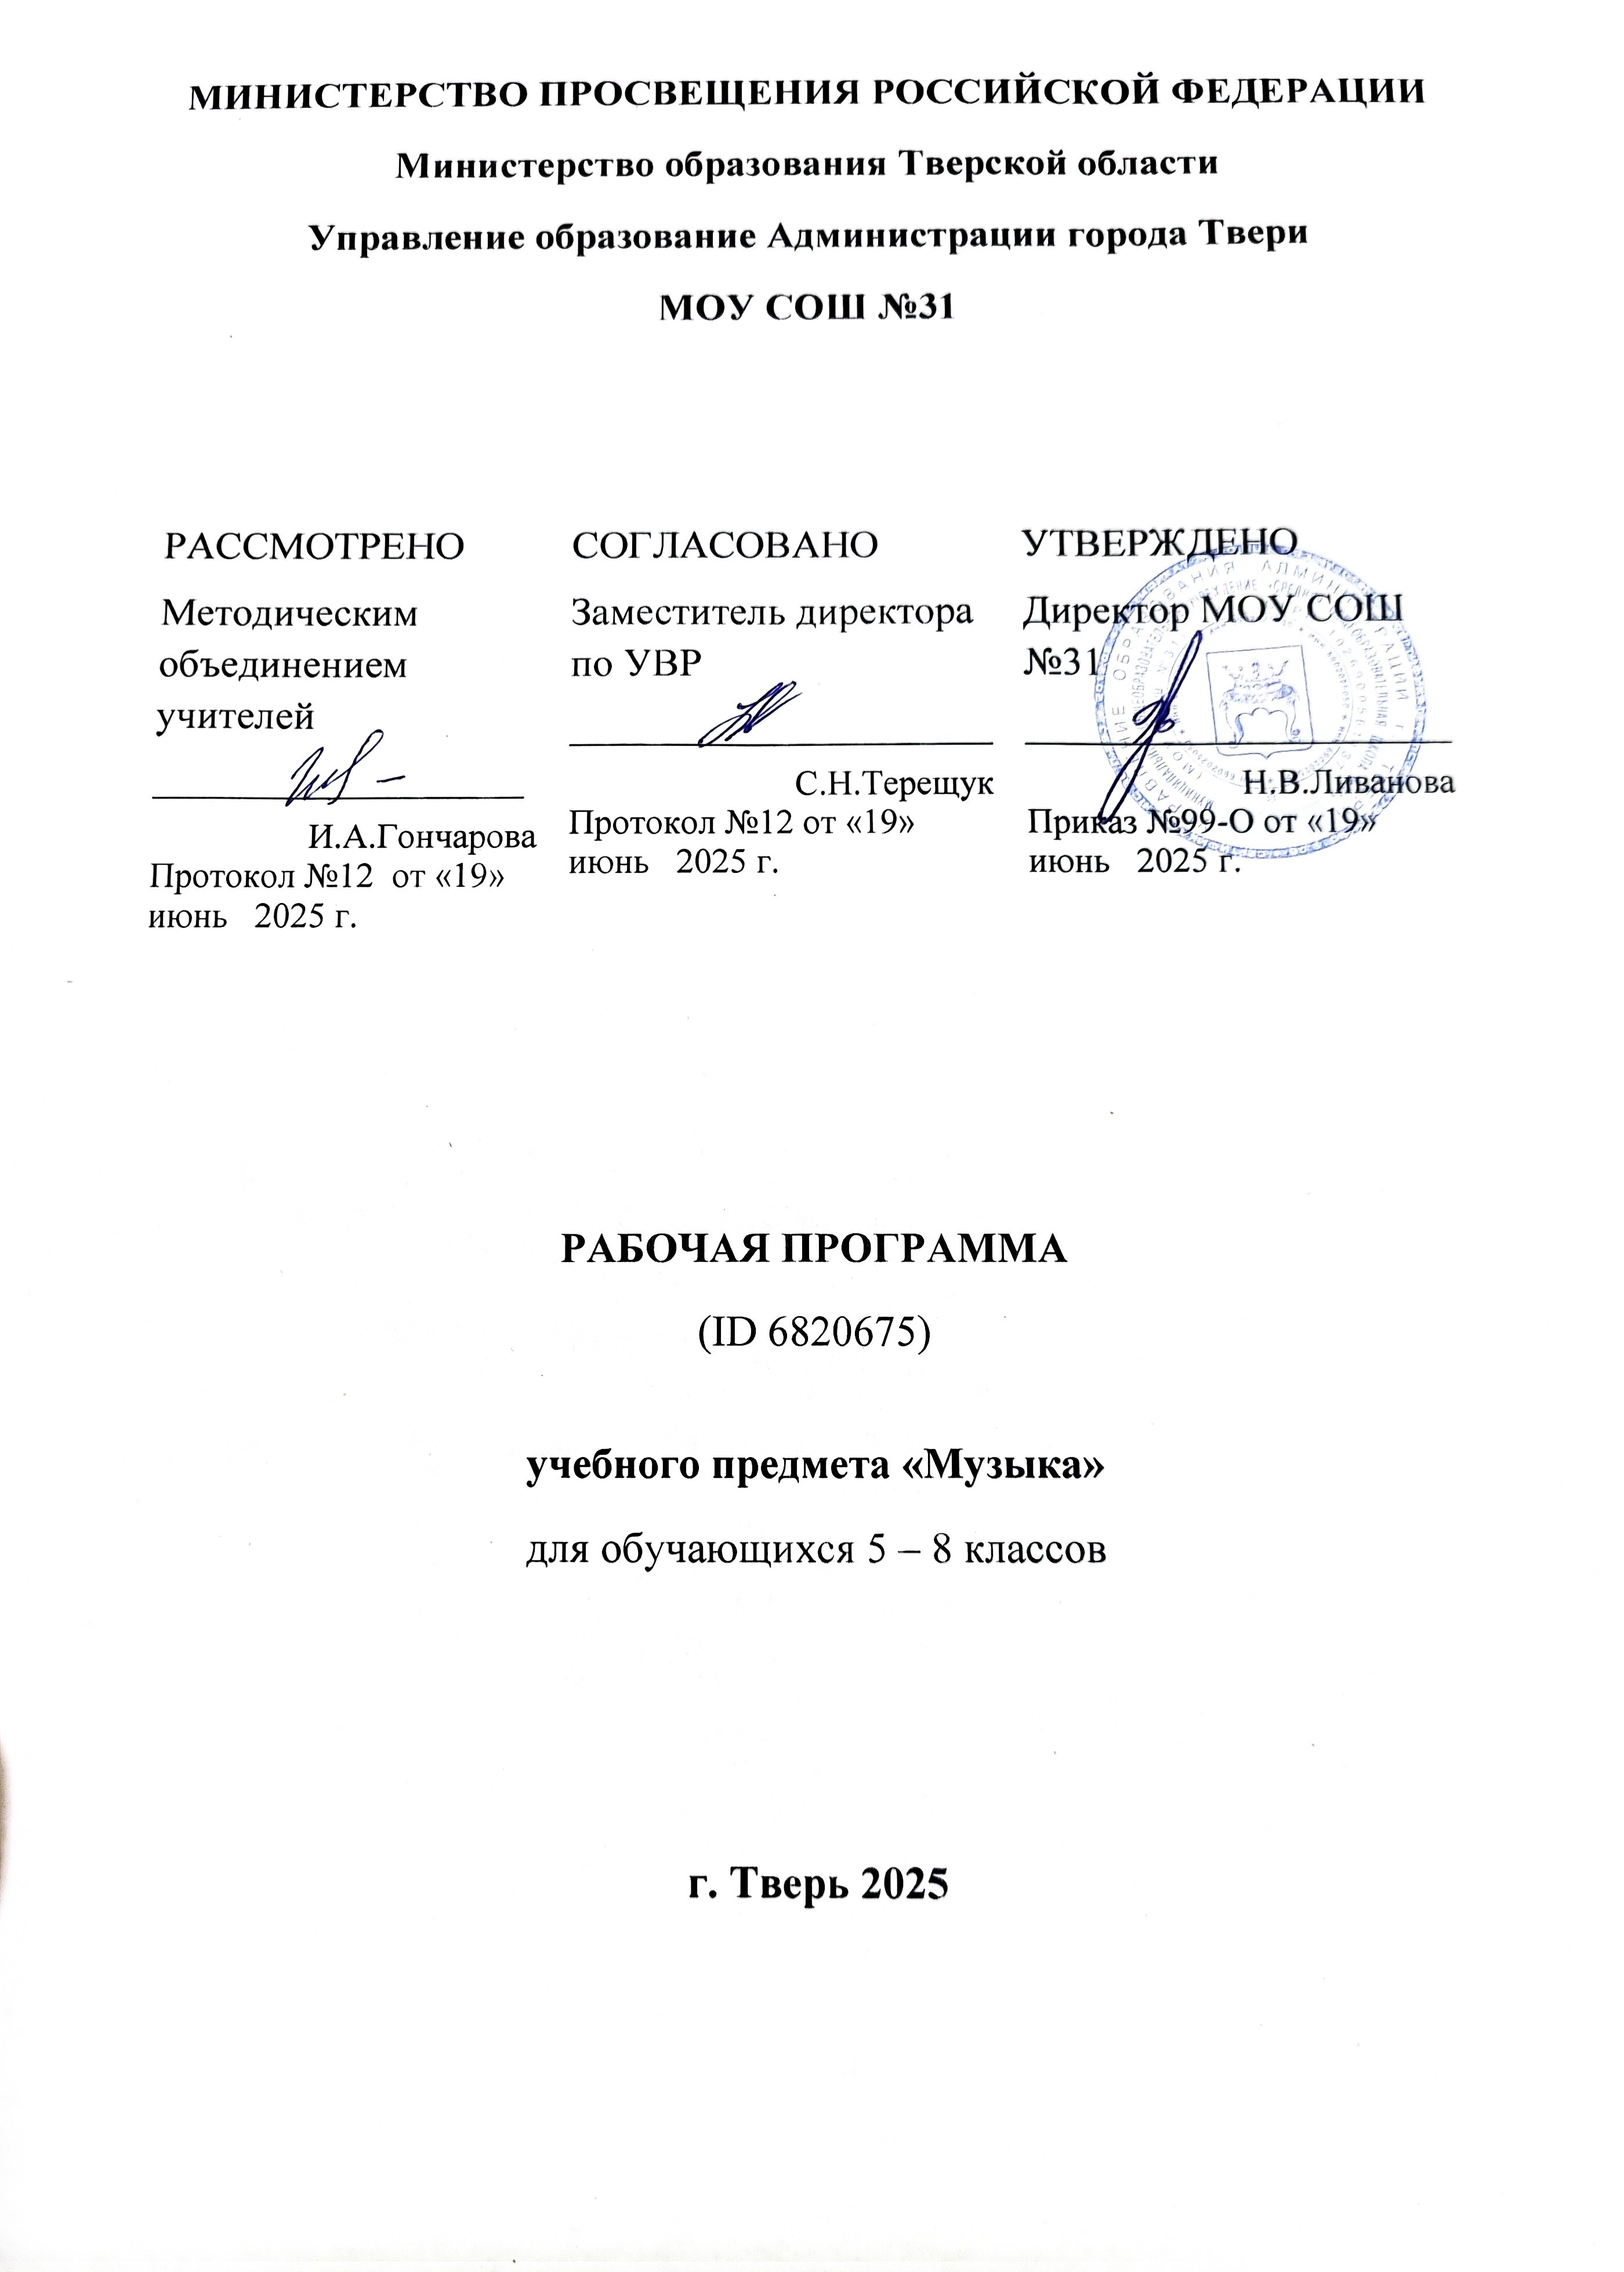 МИНИСТЕРСТВО ПРОСВЕЩЕНИЯ РОССИЙСКОЙ ФЕДЕРАЦИИ
Министерство образования Тверской области
Управление образование Администрации города Твери
МОУ СОШ №31
РАССМОТРЕНО
Методическим
объединением
учителей
И.А.Гончарова
Протокол №12 от «19»
июнь 2025 г.
СОГЛАСОВАНО
Заместитель директора
по УВР
С.Н.Терещук
Протокол №12 от «19»
июнь 2025 г.
УТВЕРЖДЕНО
Директор МОУ СОШ
№31
Н.В.Ливанова
Приказ №99-О от «19»
июнь 2025 г.
РАБОЧАЯ ПРОГРАММА
(ID 6820675)
учебного предмета «Музыка»
для обучающихся 5 – 8 классов
г. Тверь 2025